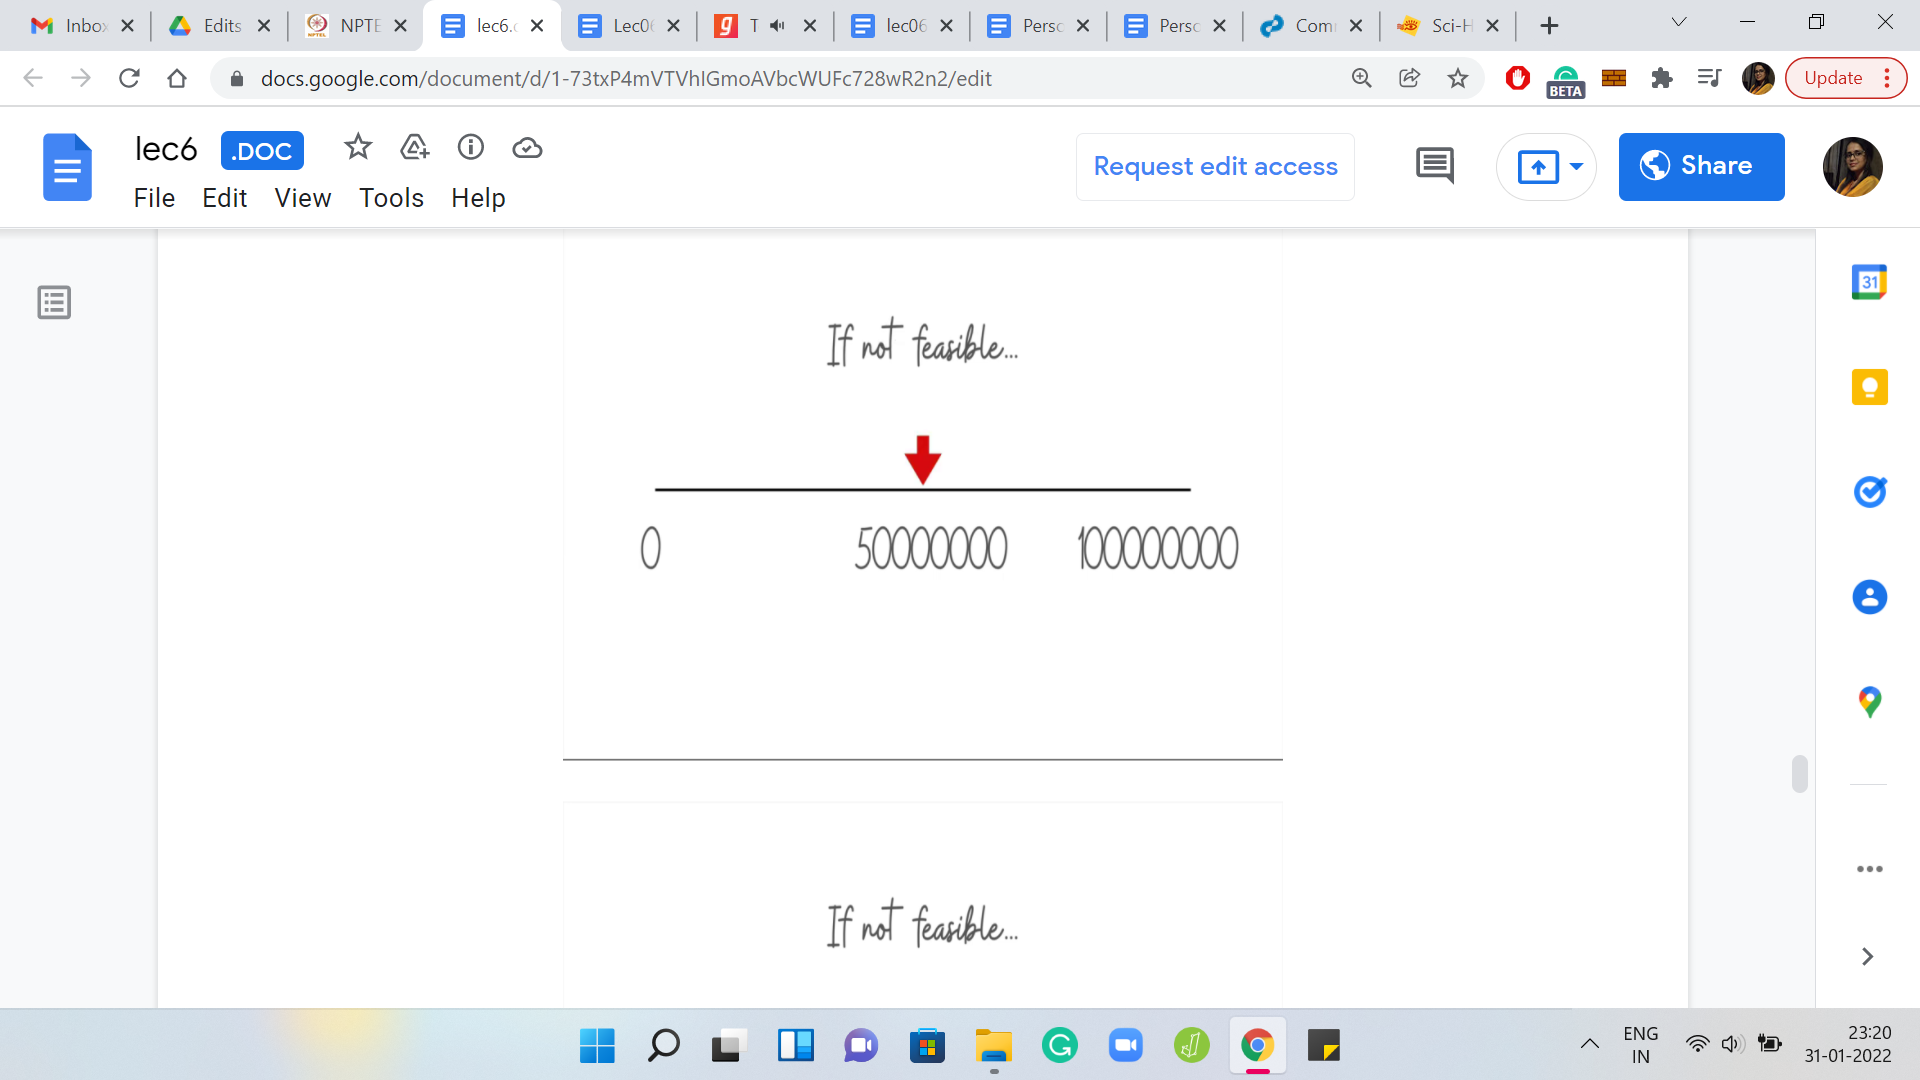 Inbox NPTE Edits lec6.d Lec06 T lec06 Perso Perso Com Sci-H
docs.google.com/document/d/1-73txP4mVTVhlGmoAVbcWUFc728wR2n2/edit
BETA
Update
lec6 .DOC
Request edit access
Share
File Edit View Tools Help
31
If not feasible...
0 50000000 100000000
If not feasible...
ENG
IN
23:20
31-01-2022